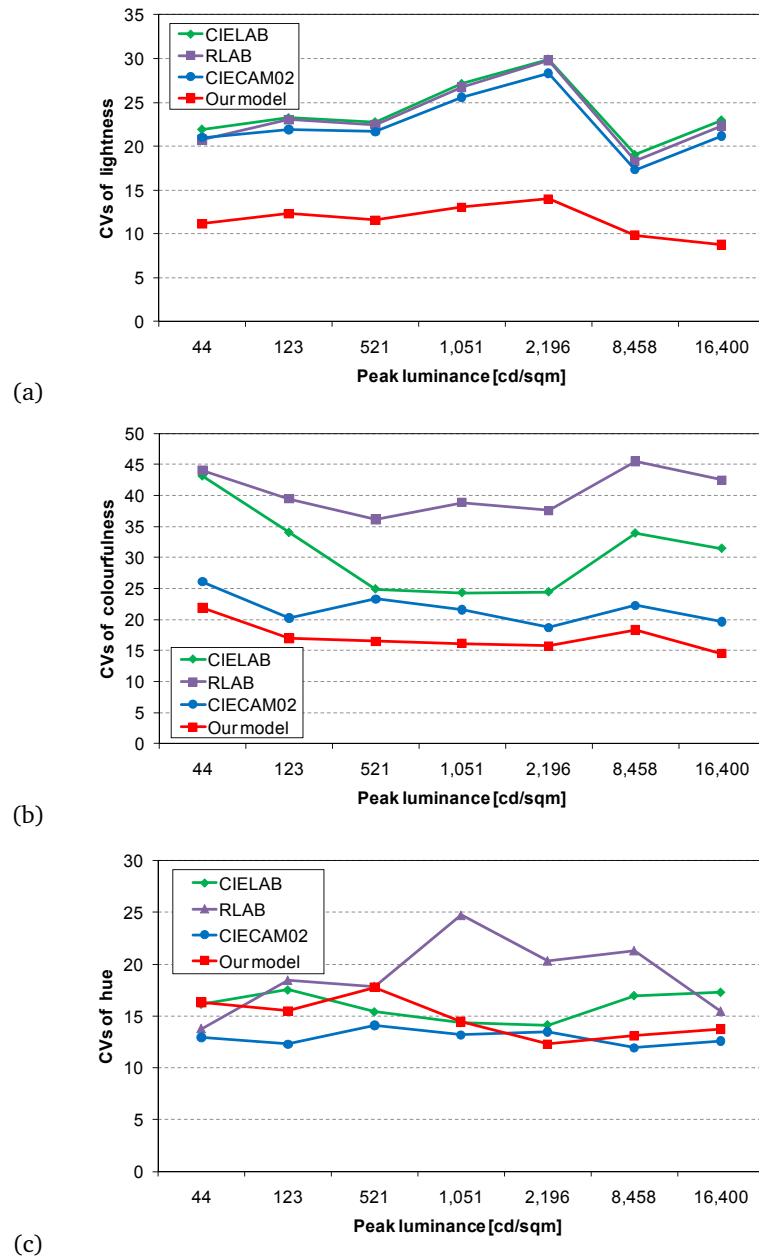 35
30
25
20
15
10
5
0
CVs of lightness
CIELAB
RLAB
CIECAM02
Our model
44 123 521 1,051 2,196 8,458 16,400
Peak luminance [cd/sqm]
(a)
50
45
40
35
30
25
20
15
10
5
0
CVs of colourfulness
CIELAB
RLAB
CIECAM02
Our model
44 123 521 1,051 2,196 8,458 16,400
Peak luminance [cd/sqm]
(b)
30
25
20
15
10
5
0
CVs of hue
CIELAB
RLAB
CIECAM02
Our model
44 123 521 1,051 2,196 8,458 16,400
Peak luminance [cd/sqm]
(c)